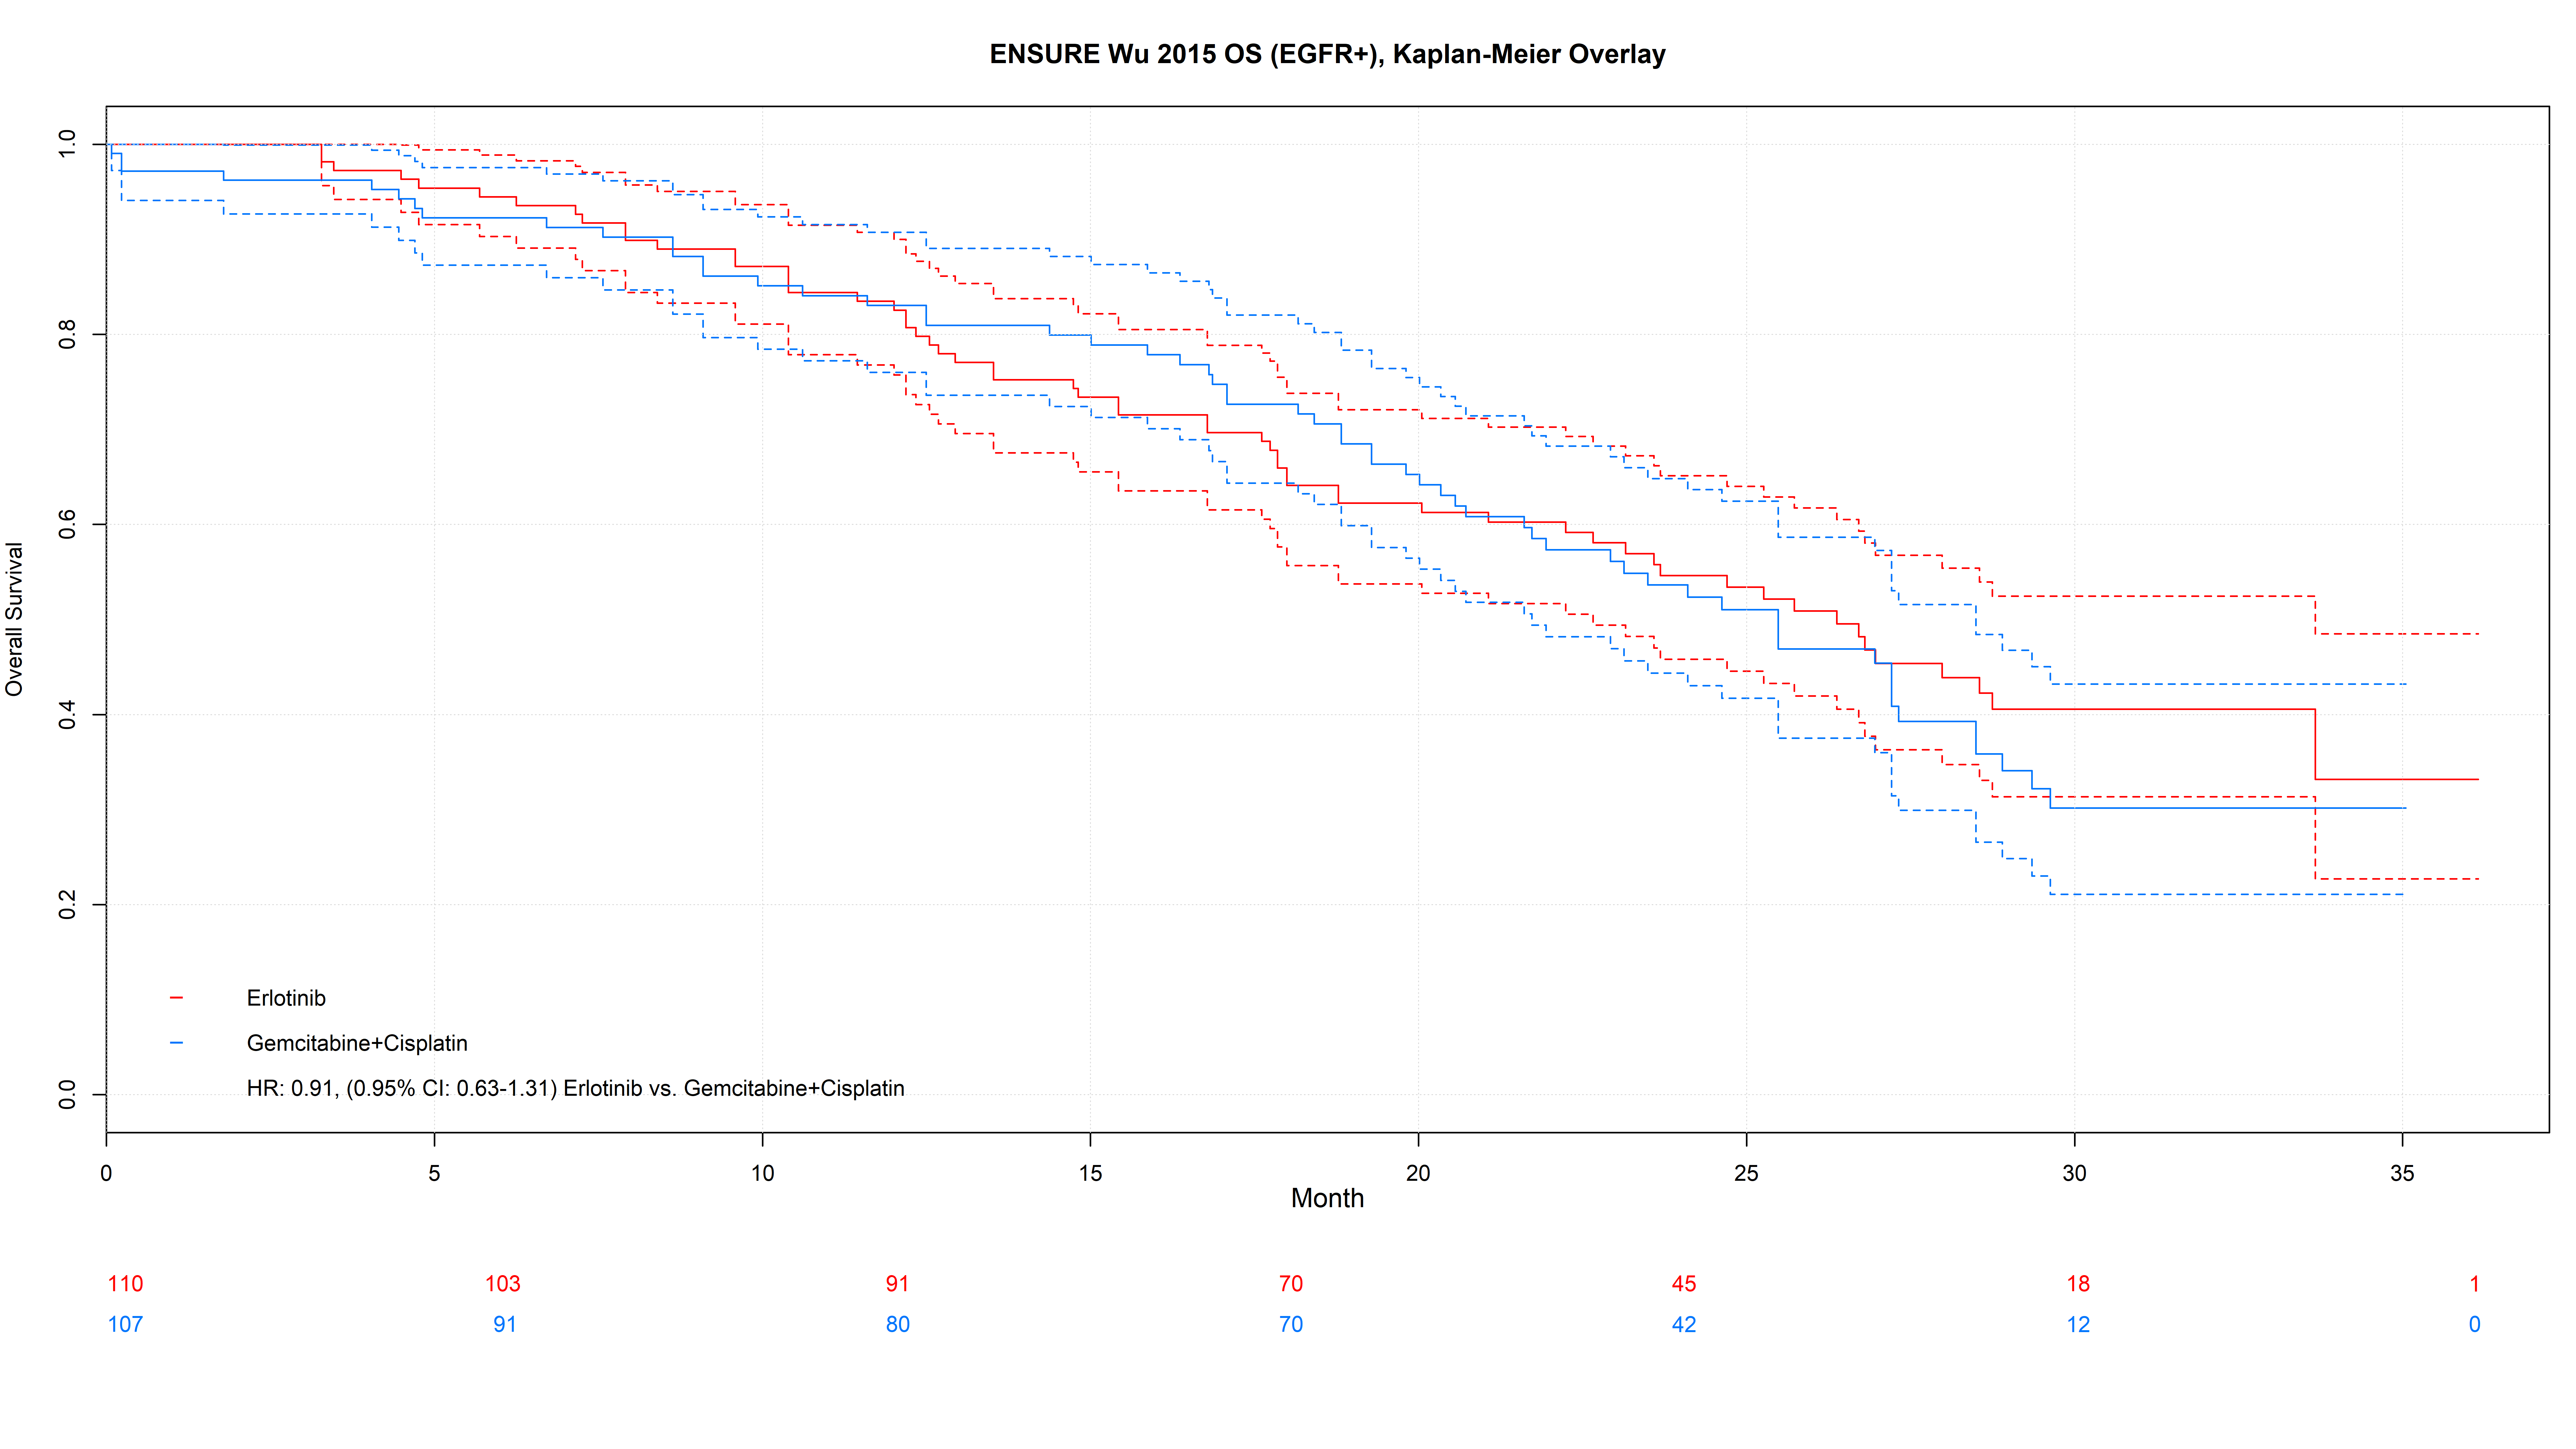 ENSURE Wu 2015 OS (EGFR+), Kaplan-Meier Overlay
Overall Survival
1.0
0.8
0.6
0.4
0.2
0.0
Erlotinib
Gemcitabine+Cisplatin
HR: 0.91, (0.95% CI: 0.63-1.31) Erlotinib vs. Gemcitabine+Cisplatin
0 5 10 15 20 25 30 35
Month
110 103 91 70 45 18 1
107 91 80 70 42 12 0